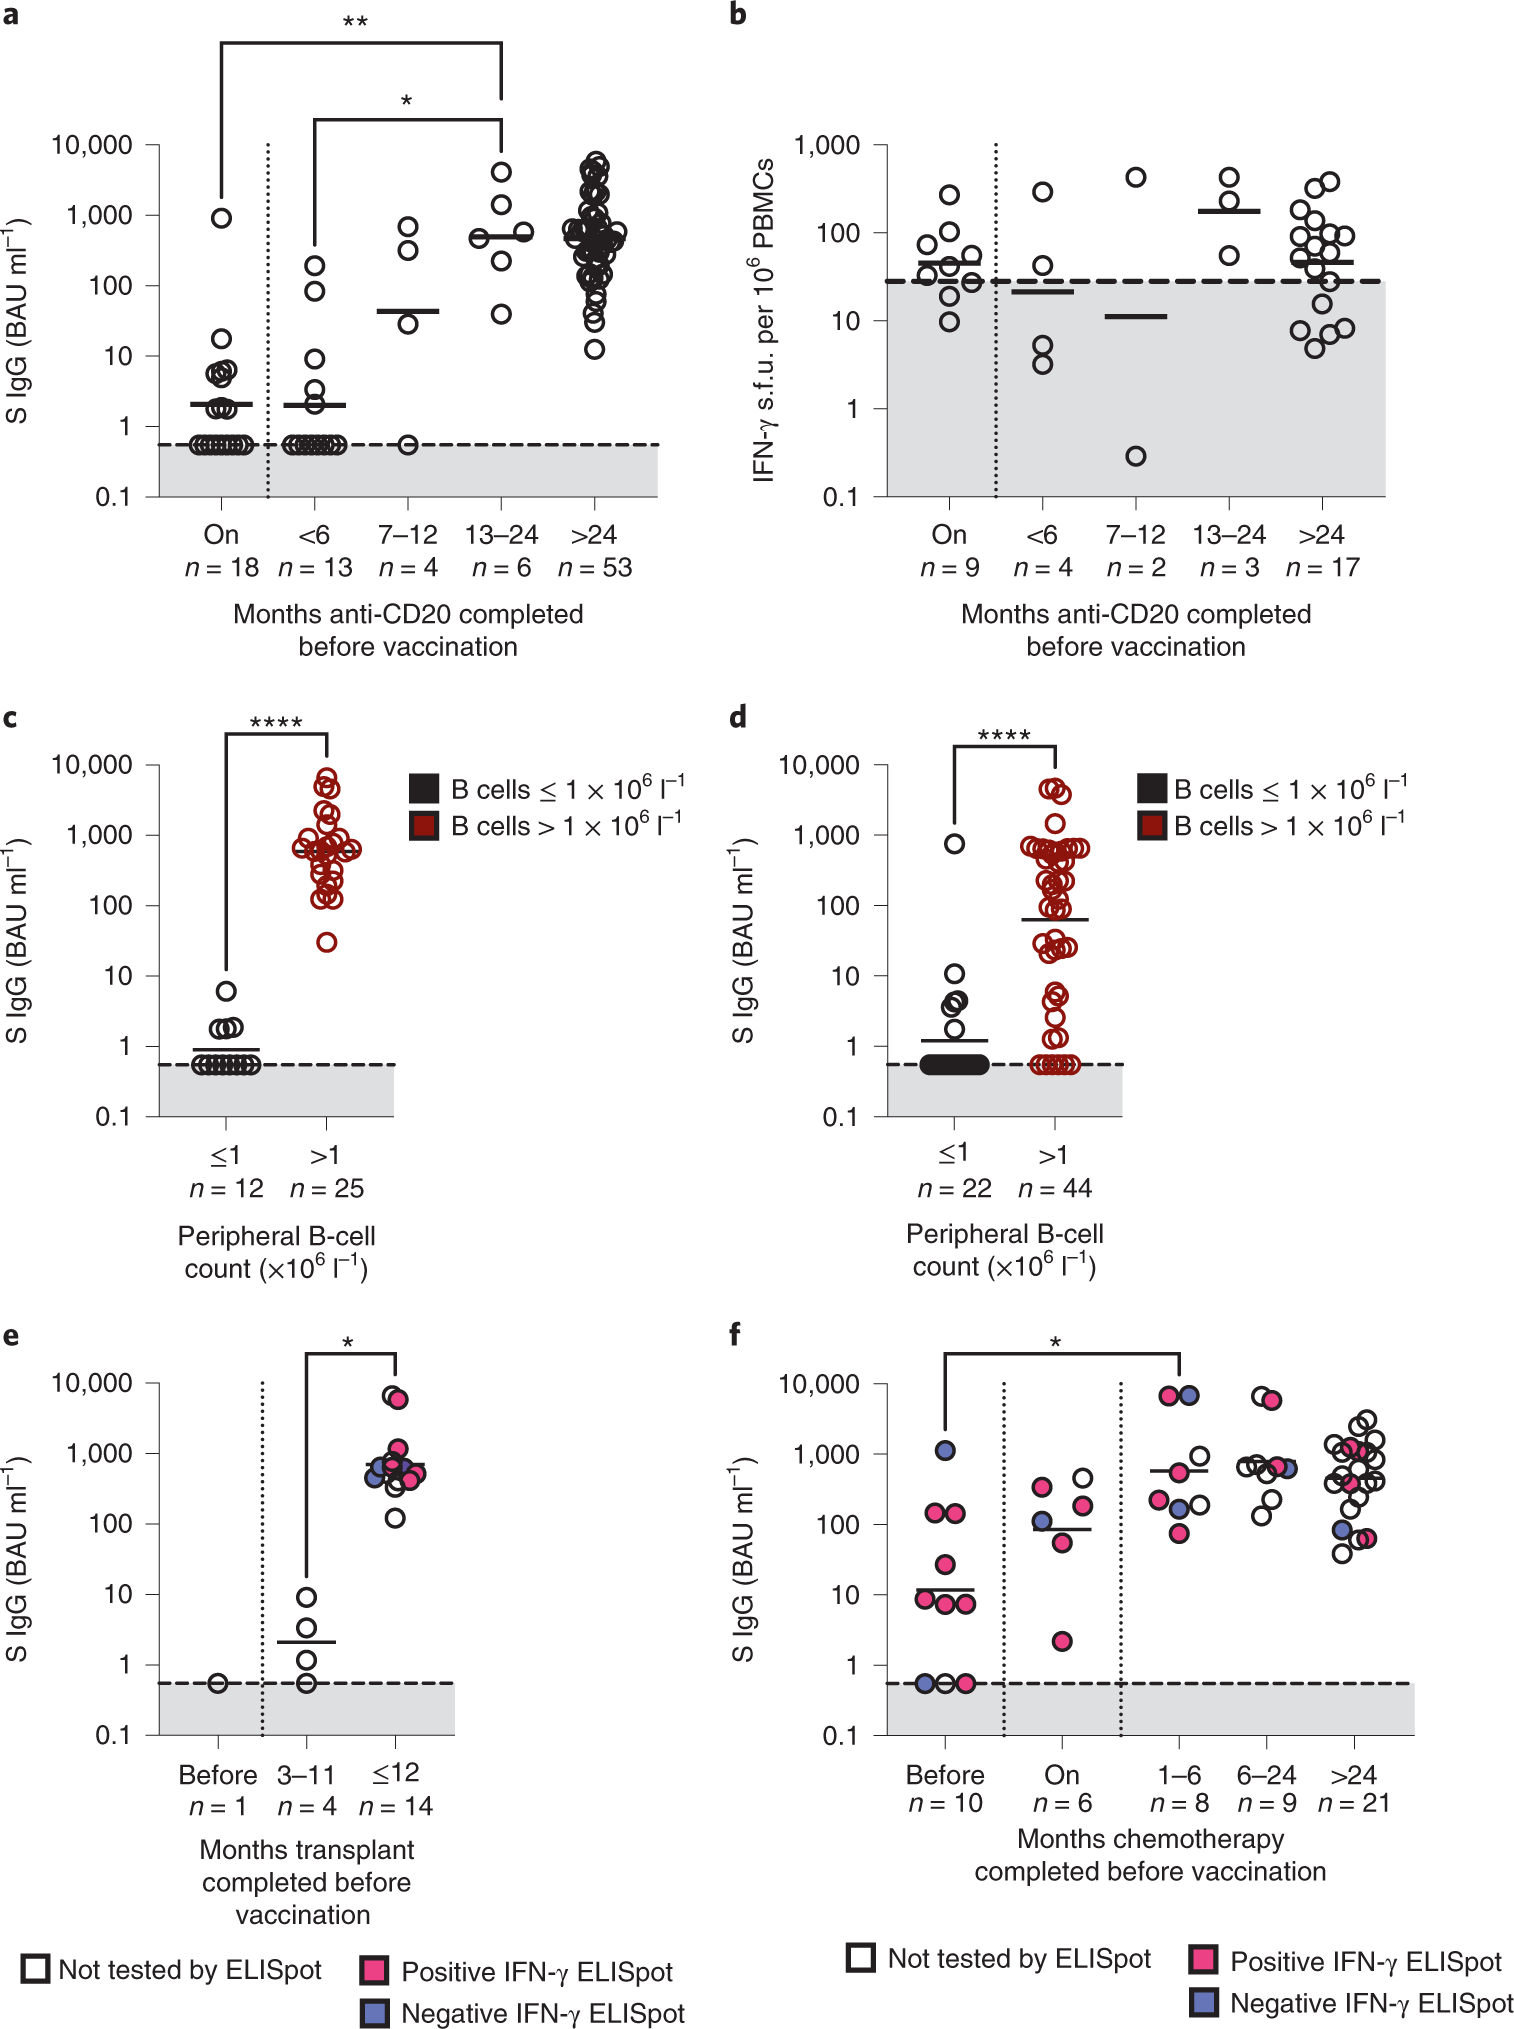 a
**
*
10,000
1,000
100
10
1
0.1
S IgG (BAU ml⁻¹)
On <6 7–12 13–24 >24
n = 18 n = 13 n = 4 n = 6 n = 53
Months anti-CD20 completed
before vaccination
b
1,000
100
10
1
0.1
IFN-γ s.f.u. per 10⁶ PBMCs
On <6 7–12 13–24 >24
n = 9 n = 4 n = 2 n = 3 n = 17
Months anti-CD20 completed
before vaccination
c
****
10,000
1,000
100
10
1
0.1
S IgG (BAU ml⁻¹)
B cells ≤ 1 × 10⁶ l⁻¹
B cells > 1 × 10⁶ l⁻¹
≤1 >1
n = 12 n = 25
Peripheral B-cell
count (×10⁶ l⁻¹)
d
****
10,000
1,000
100
10
1
0.1
S IgG (BAU ml⁻¹)
B cells ≤ 1 × 10⁶ l⁻¹
B cells > 1 × 10⁶ l⁻¹
≤1 >1
n = 22 n = 44
Peripheral B-cell
count (×10⁶ l⁻¹)
e
*
10,000
1,000
100
10
1
0.1
S IgG (BAU ml⁻¹)
Before 3–11 ≤12
n = 1 n = 4 n = 14
Months transplant
completed before
vaccination
Not tested by ELISpot
Positive IFN-γ ELISpot
Negative IFN-γ ELISpot
f
*
10,000
1,000
100
10
1
0.1
S IgG (BAU ml⁻¹)
Before On 1–6 6–24 >24
n = 10 n = 6 n = 8 n = 9 n = 21
Months chemotherapy
completed before vaccination
Not tested by ELISpot
Positive IFN-γ ELISpot
Negative IFN-γ ELISpot